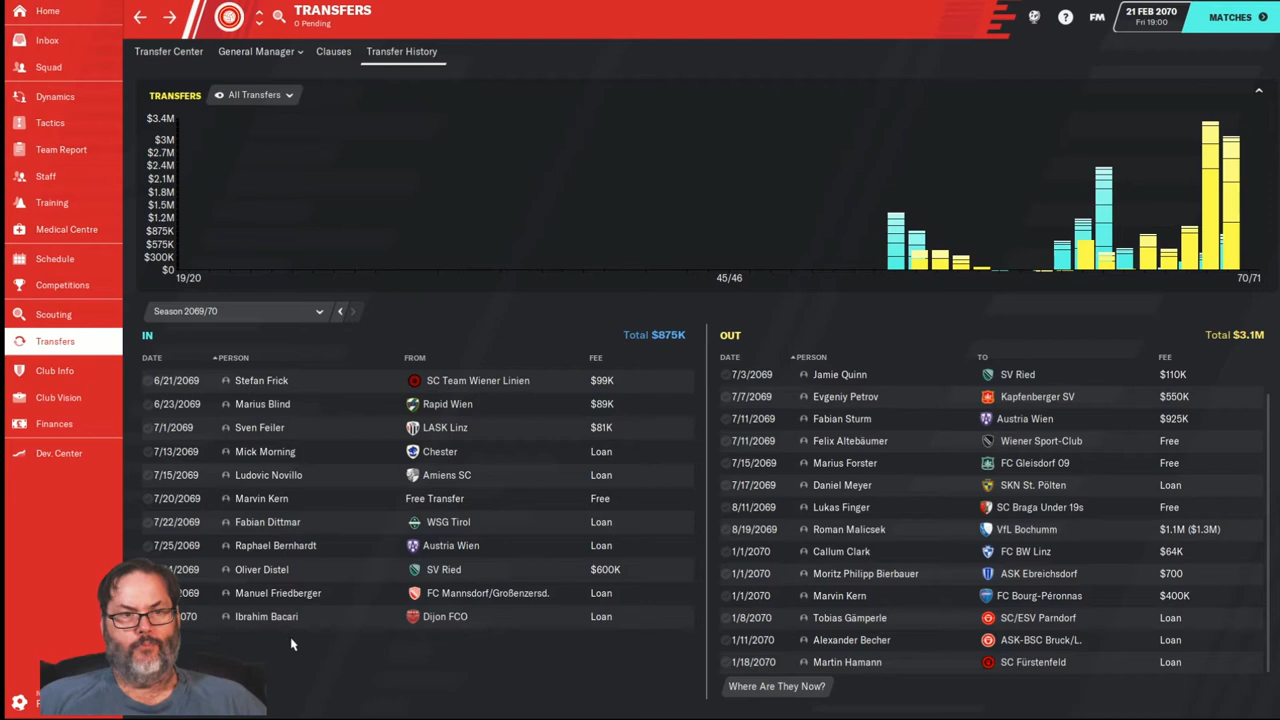 Home
TRANSFERS
0 Pending
?
FM
21 FEB 2070
Fri 19:00
MATCHES
Inbox
Squad
Dynamics
Tactics
Team Report
Staff
Training
Medical Centre
Schedule
Competitions
Scouting
Transfers
Club Info
Club Vision
Finances
Dev. Center
Transfer Center General Manager Clauses Transfer History
TRANSFERS All Transfers
$3.4M
$3M
$2.7M
$2.4M
$2.1M
$1.8M
$1.5M
$1.2M
$875K
$575K
$300K
$0
19/20 45/46 70/71
Season 2069/70
IN Total $875K
DATE PERSON FROM FEE
6/21/2069 Stefan Frick SC Team Wiener Linien $99K
6/23/2069 Marius Blind Rapid Wien $89K
7/1/2069 Sven Feiler LASK Linz $81K
7/13/2069 Mick Morning Chester Loan
7/15/2069 Ludovic Novillo Amiens SC Loan
7/20/2069 Marvin Kern Free Transfer Free
7/22/2069 Fabian Dittmar WSG Tirol Loan
7/25/2069 Raphael Bernhardt Austria Wien Loan
Oliver Distel SV Ried $600K
Manuel Friedberger FC Mannsdorf/Großenzersd. Loan
Ibrahim Bacari Dijon FCO Loan
OUT Total $3.1M
DATE PERSON TO FEE
7/3/2069 Jamie Quinn SV Ried $110K
7/7/2069 Evgeniy Petrov Kapfenberger SV $550K
7/11/2069 Fabian Sturm Austria Wien $925K
7/11/2069 Felix Altebäumer Wiener Sport-Club Free
7/15/2069 Marius Forster FC Gleisdorf 09 Free
7/17/2069 Daniel Meyer SKN St. Pölten Loan
8/11/2069 Lukas Finger SC Braga Under 19s Free
8/19/2069 Roman Malicsek VfL Bochumm $1.1M ($1.3M)
1/1/2070 Callum Clark FC BW Linz $64K
1/1/2070 Moritz Philipp Bierbauer ASK Ebreichsdorf $700
1/1/2070 Marvin Kern FC Bourg-Péronnas $400K
1/8/2070 Tobias Gämperle SC/ESV Parndorf Loan
1/11/2070 Alexander Becher ASK-BSC Bruck/L. Loan
1/18/2070 Martin Hamann SC Fürstenfeld Loan
Where Are They Now?